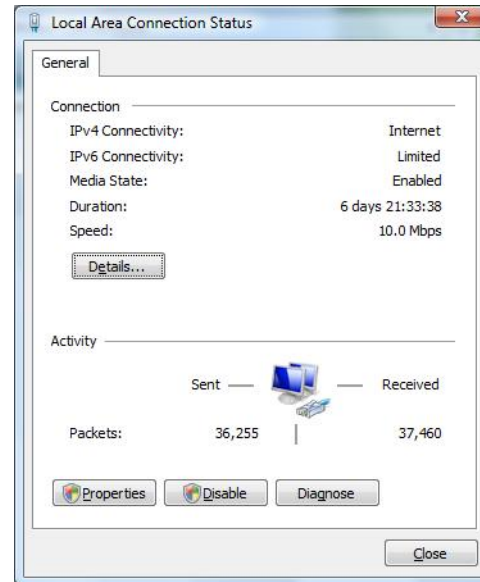 Local Area Connection Status
General
Connection
IPv4 Connectivity: Internet
IPv6 Connectivity: Limited
Media State: Enabled
Duration: 6 days 21:33:38
Speed: 10.0 Mbps
Details...
Activity
Sent Received
Packets: 36,255 37,460
Properties Disable Diagnose
Close